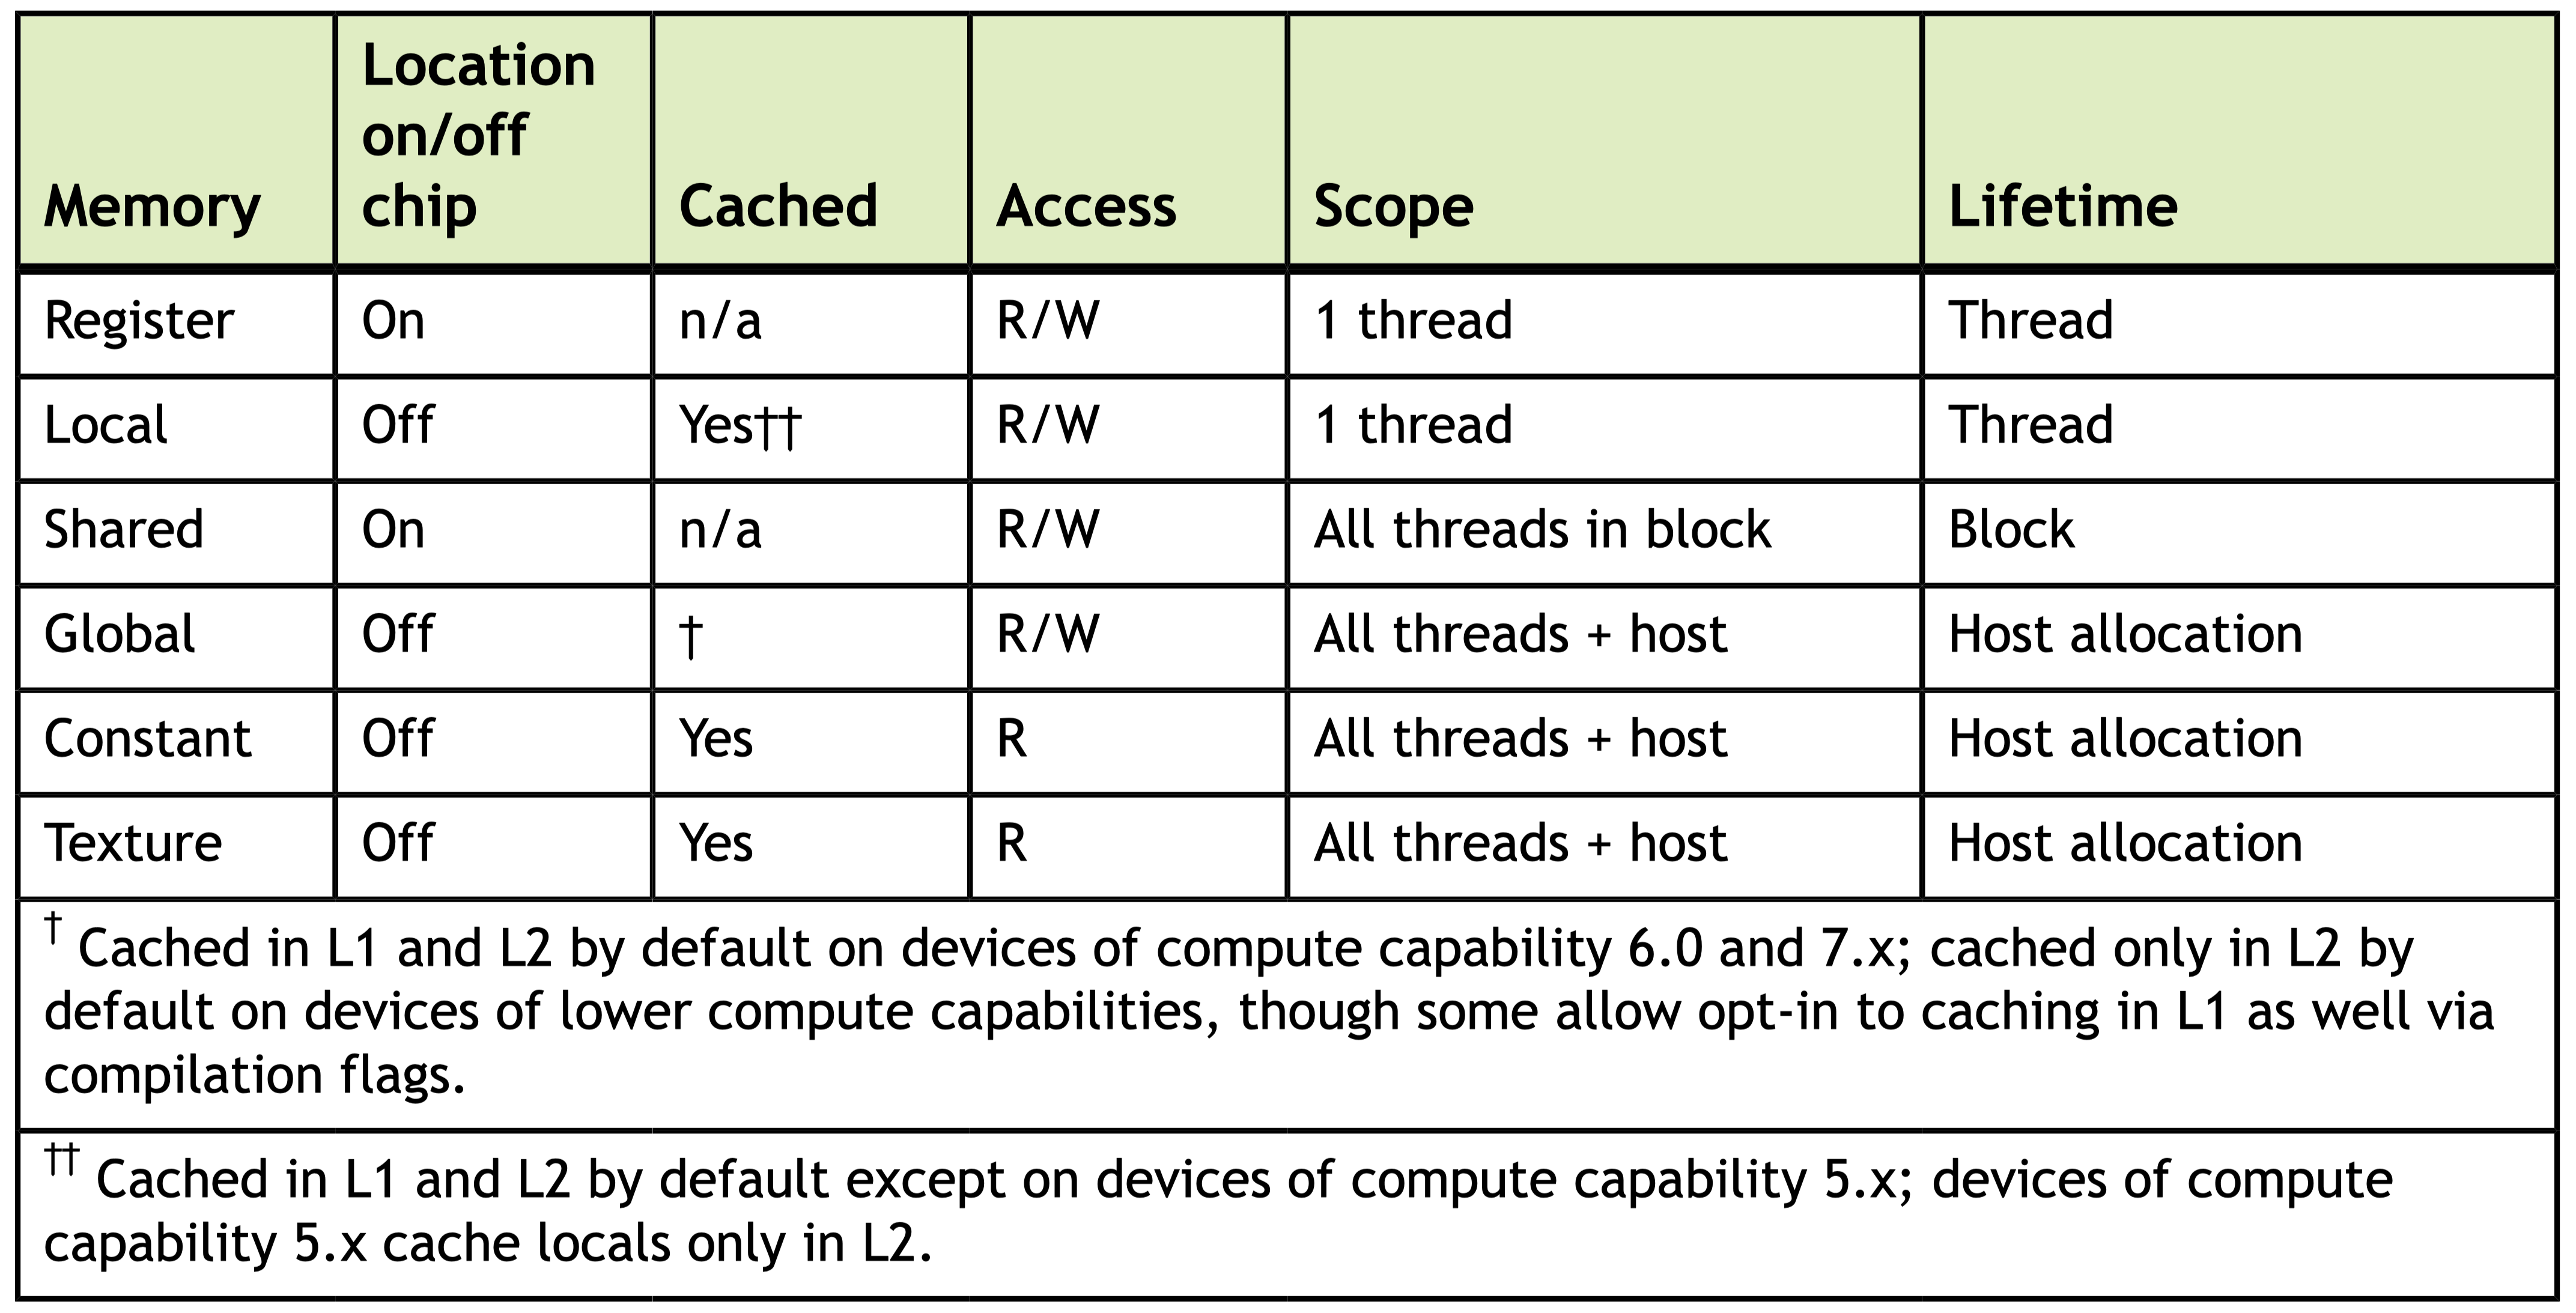 Memory Location on/off chip Cached Access Scope Lifetime
Register On n/a R/W 1 thread Thread
Local Off Yes†† R/W 1 thread Thread
Shared On n/a R/W All threads in block Block
Global Off † R/W All threads + host Host allocation
Constant Off Yes R All threads + host Host allocation
Texture Off Yes R All threads + host Host allocation
† Cached in L1 and L2 by default on devices of compute capability 6.0 and 7.x; cached only in L2 by
default on devices of lower compute capabilities, though some allow opt-in to caching in L1 as well via
compilation flags.
†† Cached in L1 and L2 by default except on devices of compute capability 5.x; devices of compute
capability 5.x cache locals only in L2.